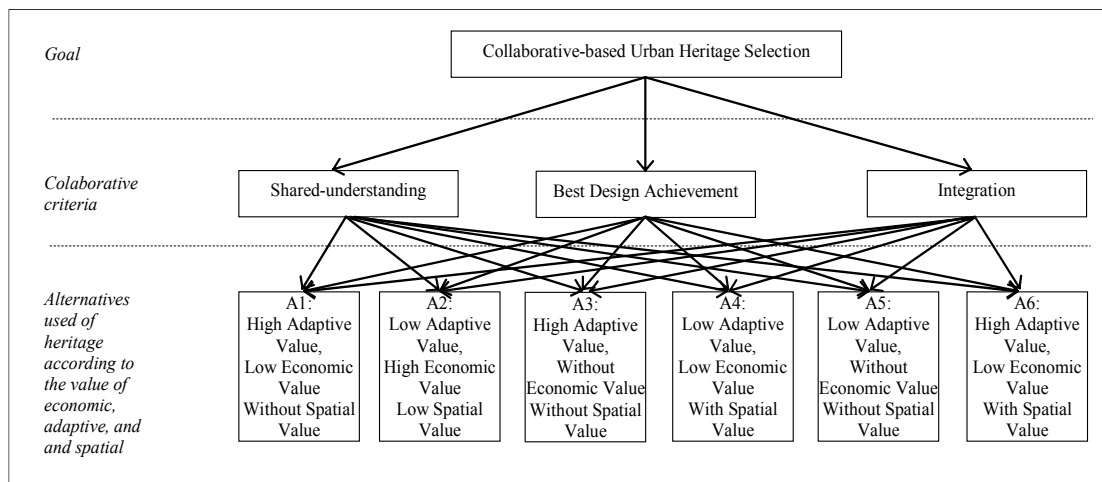 Goal
Collaborative-based Urban Heritage Selection
Colaborative
criteria
Shared-understanding
Best Design Achievement
Integration
Alternatives
used of
heritage
according to
the value of
economic,
adaptive, and
and spatial
A1:
High Adaptive
Value,
Low Economic
Value
Without Spatial
Value
A2:
Low Adaptive
Value,
High Economic
Value
Low Spatial
Value
A3:
High Adaptive
Value,
Without
Economic Value
Without Spatial
Value
A4:
Low Adaptive
Value,
Low Economic
Value
With Spatial
Value
A5:
Low Adaptive
Value,
Without
Economic Value
Without Spatial
Value
A6:
High Adaptive
Value,
Low Economic
Value
With Spatial
Value